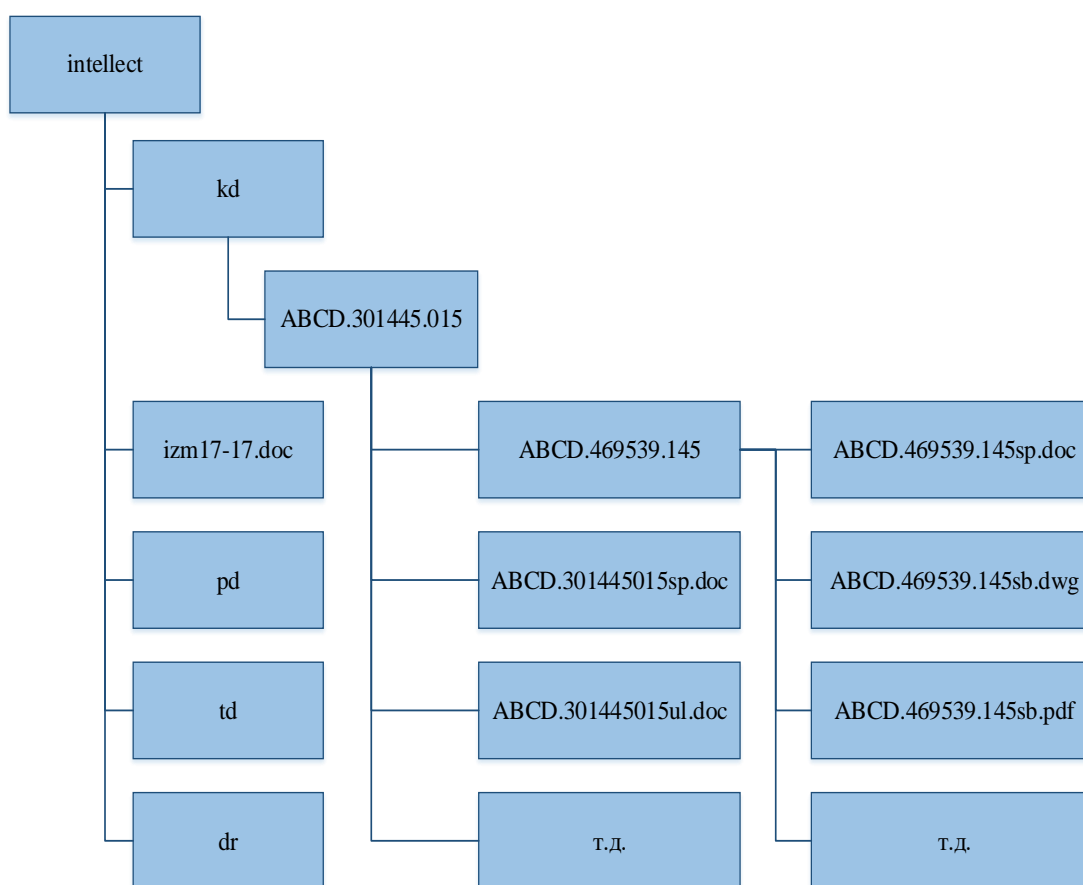 intellect
kd
ABCD.301445.015
izm17-17.doc
ABCD.469539.145
ABCD.469539.145sp.doc
pd
ABCD.301445015sp.doc
ABCD.469539.145sb.dwg
td
ABCD.301445015ul.doc
ABCD.469539.145sb.pdf
dr
т.д.
т.д.